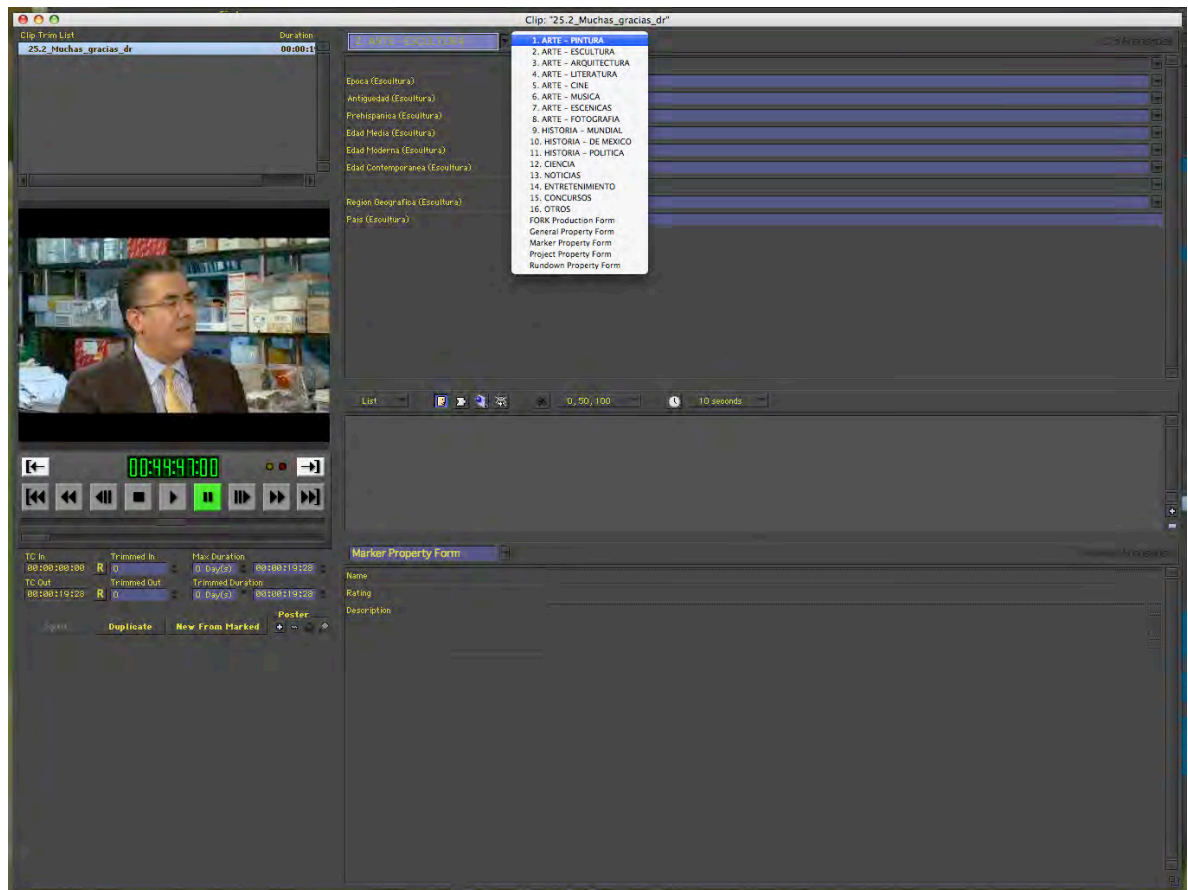 Clip: "25.2_Muchas_gracias_dr"
Clip Trim List
Duration
25.2_Muchas_gracias_dr
2. ARTE - ESCULTURA
1. ARTE - PINTURA
2. ARTE - ESCULTURA
3. ARTE - ARQUITECTURA
4. ARTE - LITERATURA
5. ARTE - CINE
6. ARTE - MUSICA
7. ARTE - ESCENICAS
8. ARTE - FOTOGRAFIA
9. HISTORIA - MUNDIAL
10. HISTORIA - DE MEXICO
11. HISTORIA - POLITICA
12. CIENCIA
13. NOTICIAS
14. ENTRETENIMIENTO
15. CONCURSOS
16. OTROS
FORK Production Form
General Property Form
Marker Property Form
Project Property Form
Rundown Property Form
Epoca (Escultura)
Antiguedad (Escultura)
Prehispanica (Escultura)
Edad Media (Escultura)
Edad Moderna (Escultura)
Edad Contemporanea (Escultura)
Region Geografica (Escultura)
Pais (Escultura)
List
0, 50, 100
10 seconds
00:44:47:00
TC In
Trimmed In
Max Duration
00:00:00:00
R
0
0 Day(s)
00:00:19:28
TC Out
Trimmed Out
Trimmed Duration
00:00:19:28
R
0
0 Day(s)
00:00:19:28
Poster
Duplicate
New From Marked
Marker Property Form
Name
Rating
Description